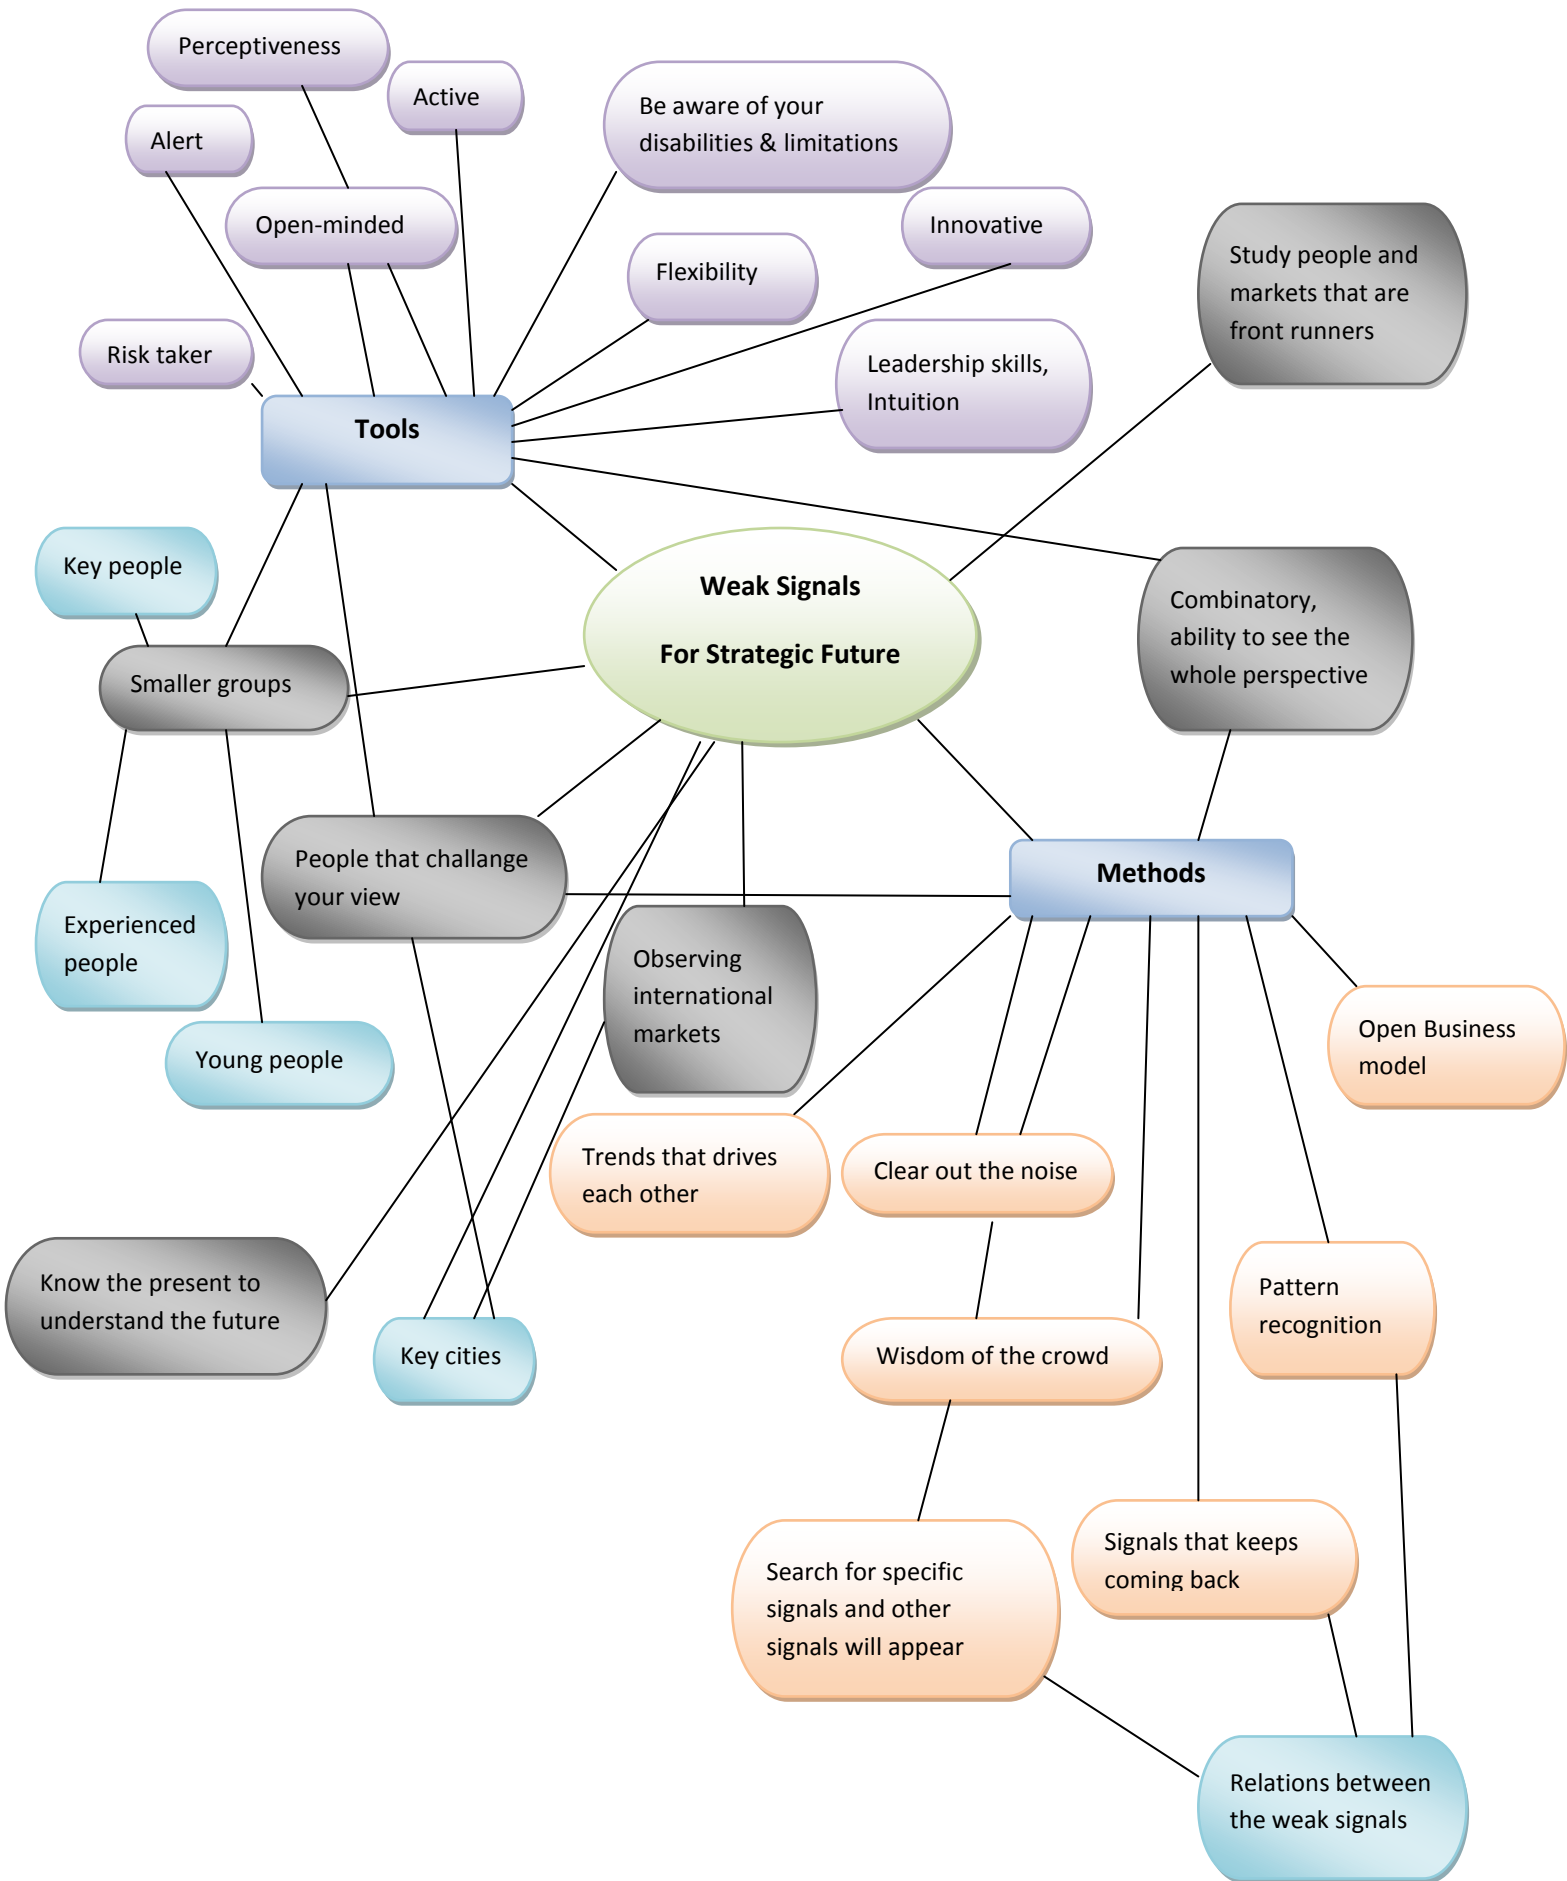 Perceptiveness
Active
Alert
Be aware of your
disabilities & limitations
Open-minded
Innovative
Flexibility
Study people and
markets that are
front runners
Risk taker
Leadership skills,
Intuition
Tools
Key people
Weak Signals
For Strategic Future
Combinatory,
ability to see the
whole perspective
Smaller groups
People that challange
your view
Methods
Experienced
people
Observing
international
markets
Open Business
model
Young people
Trends that drives
each other
Clear out the noise
Know the present to
understand the future
Pattern
recognition
Key cities
Wisdom of the crowd
Signals that keeps
coming back
Search for specific
signals and other
signals will appear
Relations between
the weak signals